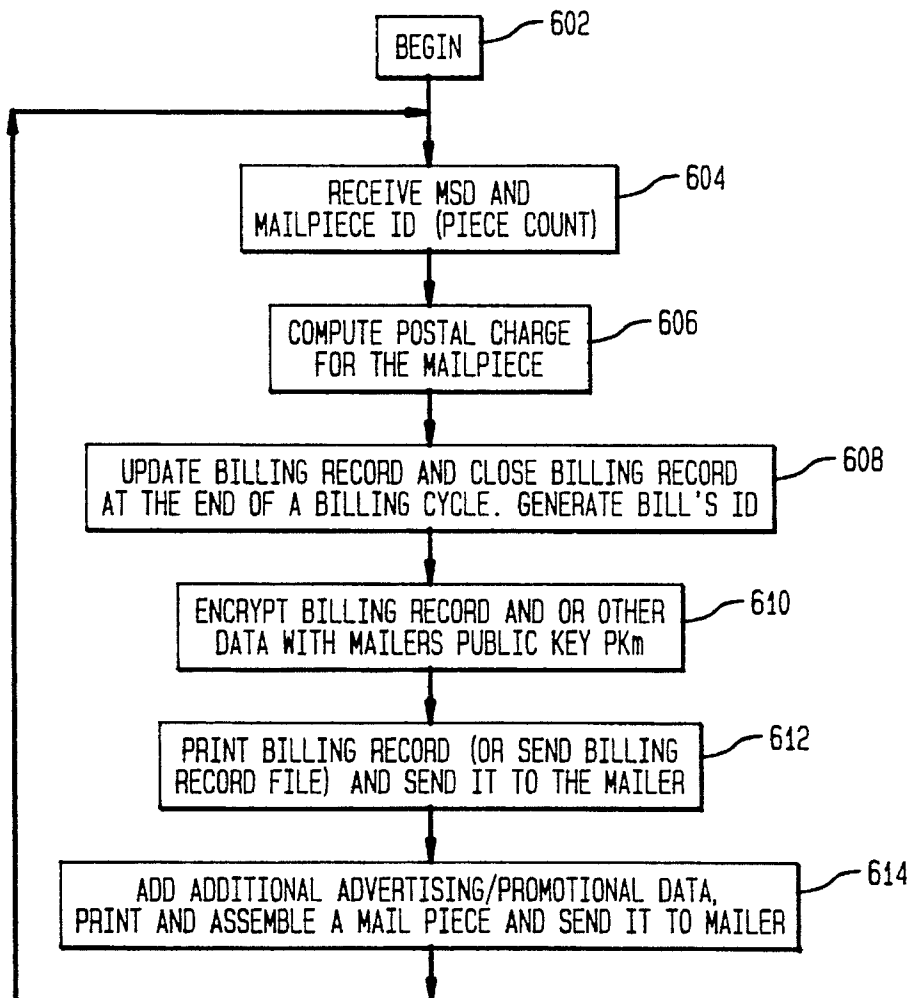 602
BEGIN
604
RECEIVE MSD AND
MAILPIECE ID (PIECE COUNT)
606
COMPUTE POSTAL CHARGE
FOR THE MAILPIECE
608
UPDATE BILLING RECORD AND CLOSE BILLING RECORD
AT THE END OF A BILLING CYCLE. GENERATE BILL'S ID
610
ENCRYPT BILLING RECORD AND OR OTHER
DATA WITH MAILERS PUBLIC KEY PKm
612
PRINT BILLING RECORD (OR SEND BILLING
RECORD FILE) AND SEND IT TO THE MAILER
614
ADD ADDITIONAL ADVERTISING/PROMOTIONAL DATA,
PRINT AND ASSEMBLE A MAIL PIECE AND SEND IT TO MAILER